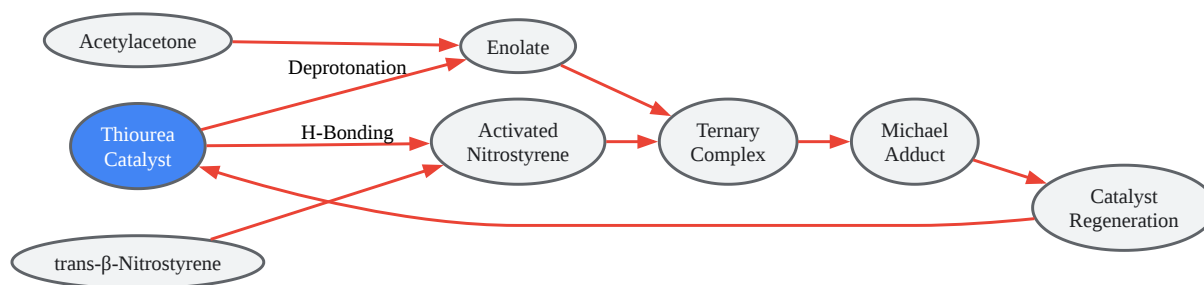 Acetylacetone
Enolate
Deprotonation
Thiourea
Catalyst
H-Bonding
Activated
Nitrostyrene
Ternary
Complex
Michael
Adduct
Catalyst
Regeneration
trans-β-Nitrostyrene